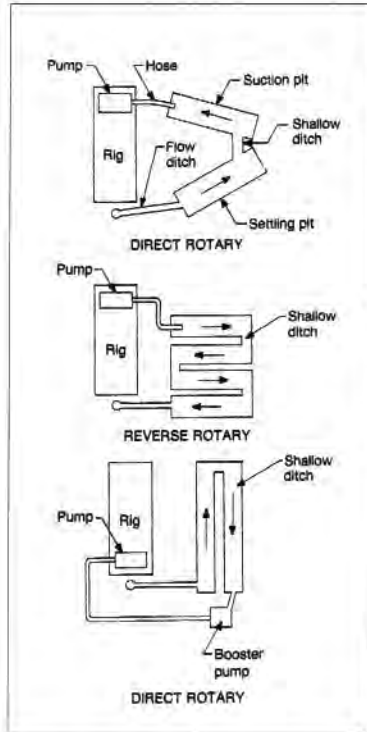 Pump
Hose
Suction pit
Shallow
ditch
Rig
Flow
ditch
Settling pit
DIRECT ROTARY
Pump
Shallow
ditch
Rig
REVERSE ROTARY
Shallow
ditch
Pump
Rig
Booster
pump
DIRECT ROTARY